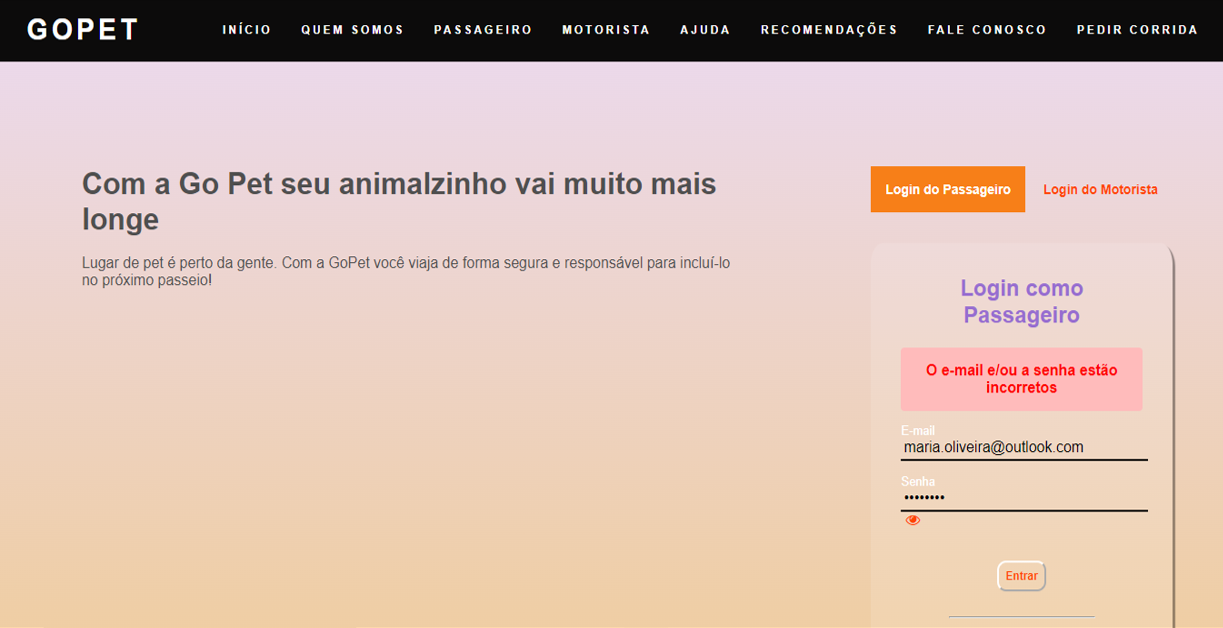 GOPET
INÍCIO QUEM SOMOS PASSAGEIRO MOTORISTA AJUDA RECOMENDAÇÕES FALE CONOSCO PEDIR CORRIDA
Com a Go Pet seu animalzinho vai muito mais
longe
Lugar de pet é perto da gente. Com a GoPet você viaja de forma segura e responsável para incluí-lo
no próximo passeio!
Login do Passageiro
Login do Motorista
Login como
Passageiro
O e-mail e/ou a senha estão
incorretos
E-mail
maria.oliveira@outlook.com
Senha
••••••••
Entrar